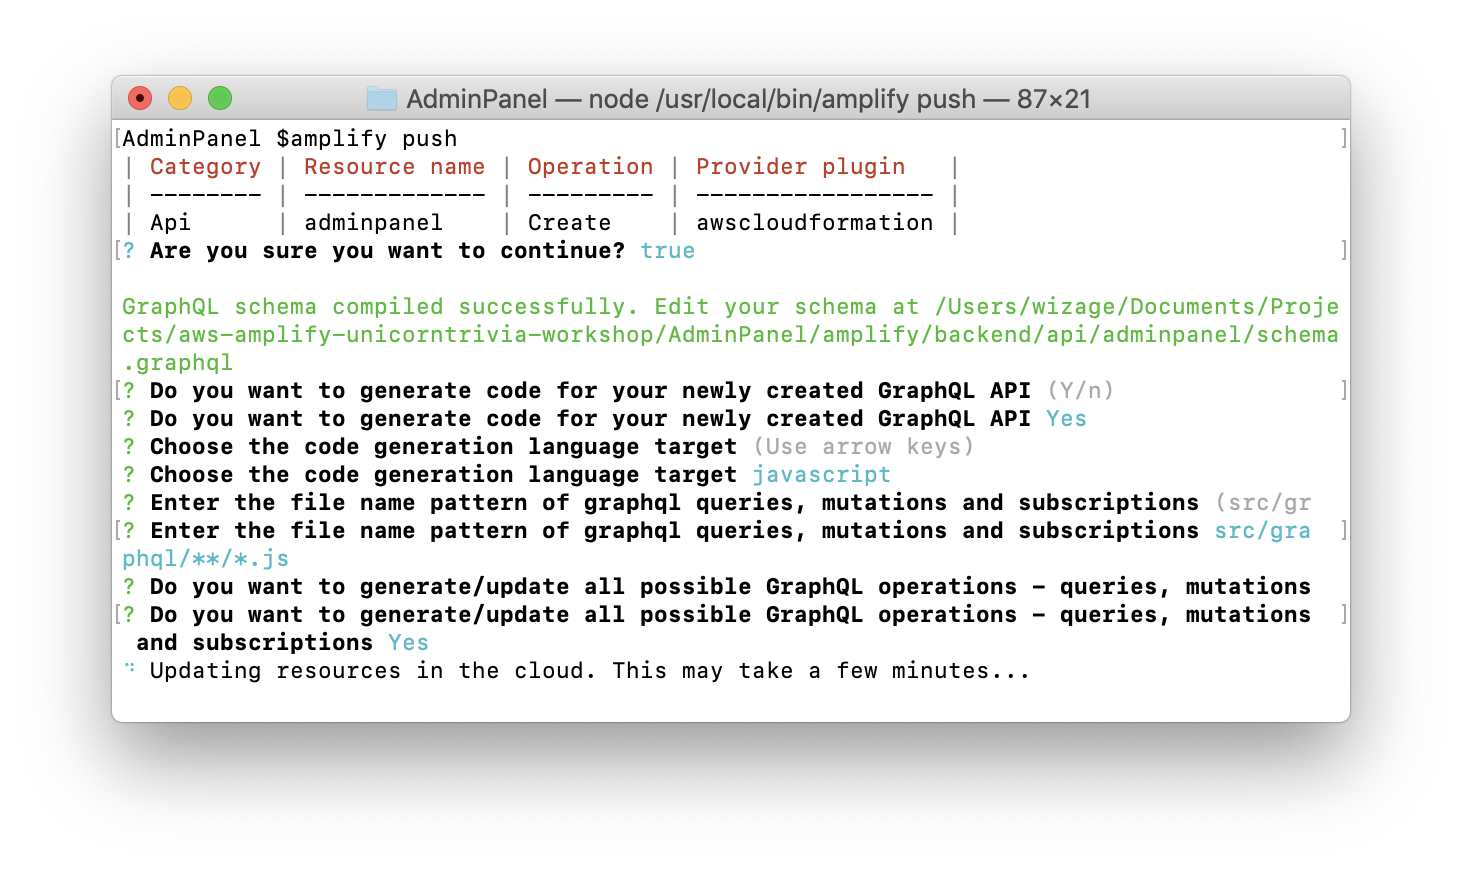 AdminPanel — node /usr/local/bin/amplify push — 87×21
[AdminPanel $amplify push ]
| Category | Resource name | Operation | Provider plugin |
| -------- | ------------- | --------- | ----------------- |
| Api | adminpanel | Create | awscloudformation |
[? Are you sure you want to continue? true ]
GraphQL schema compiled successfully. Edit your schema at /Users/wizage/Documents/Proje
cts/aws-amplify-unicorntrivia-workshop/AdminPanel/amplify/backend/api/adminpanel/schema
.graphql
[? Do you want to generate code for your newly created GraphQL API (Y/n) ]
? Do you want to generate code for your newly created GraphQL API Yes
? Choose the code generation language target (Use arrow keys)
? Choose the code generation language target javascript
? Enter the file name pattern of graphql queries, mutations and subscriptions (src/gr
[? Enter the file name pattern of graphql queries, mutations and subscriptions src/gra ]
phql/**/*.js
? Do you want to generate/update all possible GraphQL operations - queries, mutations
[? Do you want to generate/update all possible GraphQL operations - queries, mutations ]
and subscriptions Yes
⠙ Updating resources in the cloud. This may take a few minutes...